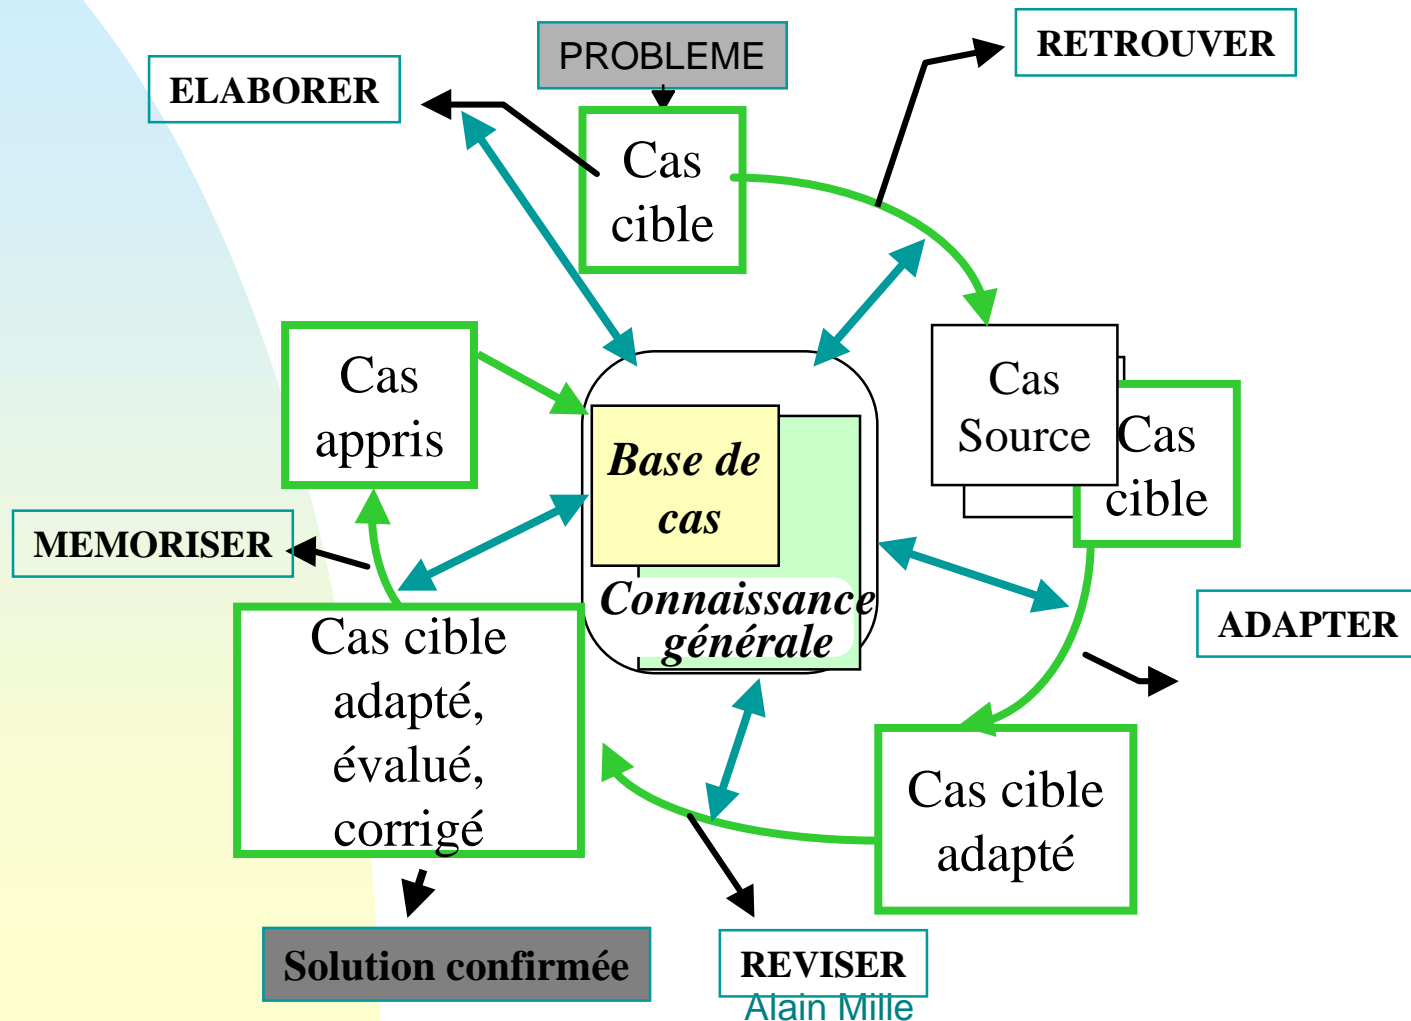 PROBLEME
RETROUVER
ELABORER
Cas
cible
Cas
appris
Cas
Source
Cas
cible
Base de
cas
Connaissance
générale
MEMORISER
ADAPTER
Cas cible
adapté,
évalué,
corrigé
Cas cible
adapté
Solution confirmée
REVISER
Alain Mille